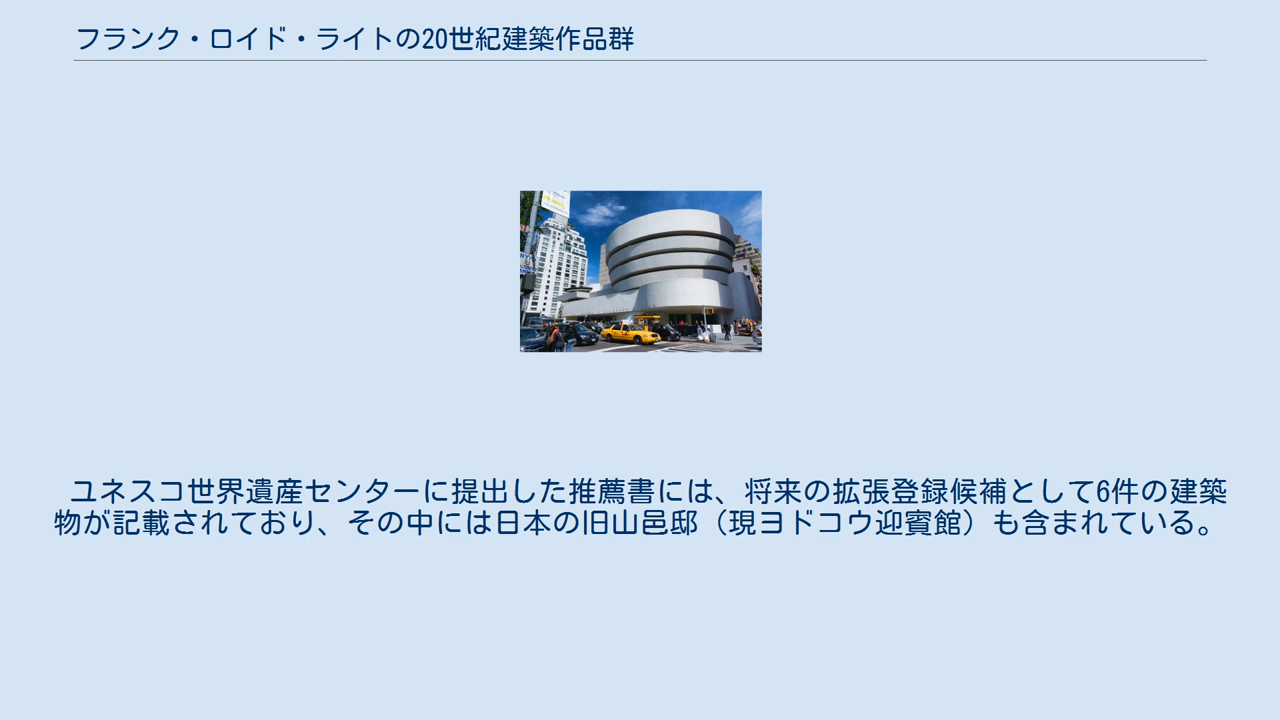 フランク・ロイド・ライトの20世紀建築作品群
ユネスコ世界遺産センターに提出した推薦書には、将来の拡張登録候補として6件の建築
物が記載されており、その中には日本の旧山邑邸（現ヨドコウ迎賓館）も含まれている。